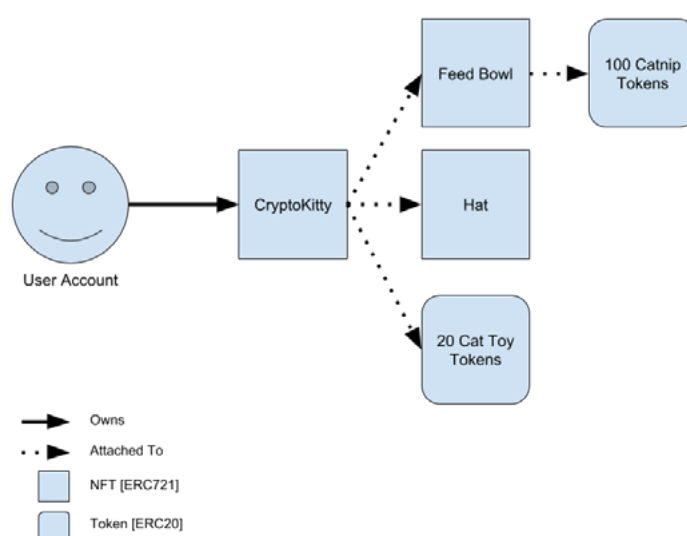 Feed Bowl
100 Catnip
Tokens
CryptoKitty
Hat
User Account
20 Cat Toy
Tokens
Owns
Attached To
NFT [ERC721]
Token [ERC20]